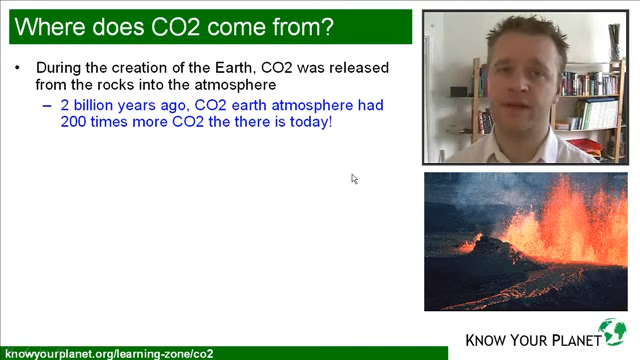 Where does CO2 come from?
• During the creation of the Earth, CO2 was released
from the rocks into the atmosphere
– 2 billion years ago, CO2 earth atmosphere had
200 times more CO2 the there is today!
KNOW YOUR PLANET
knowyourplanet.org/learning-zone/co2